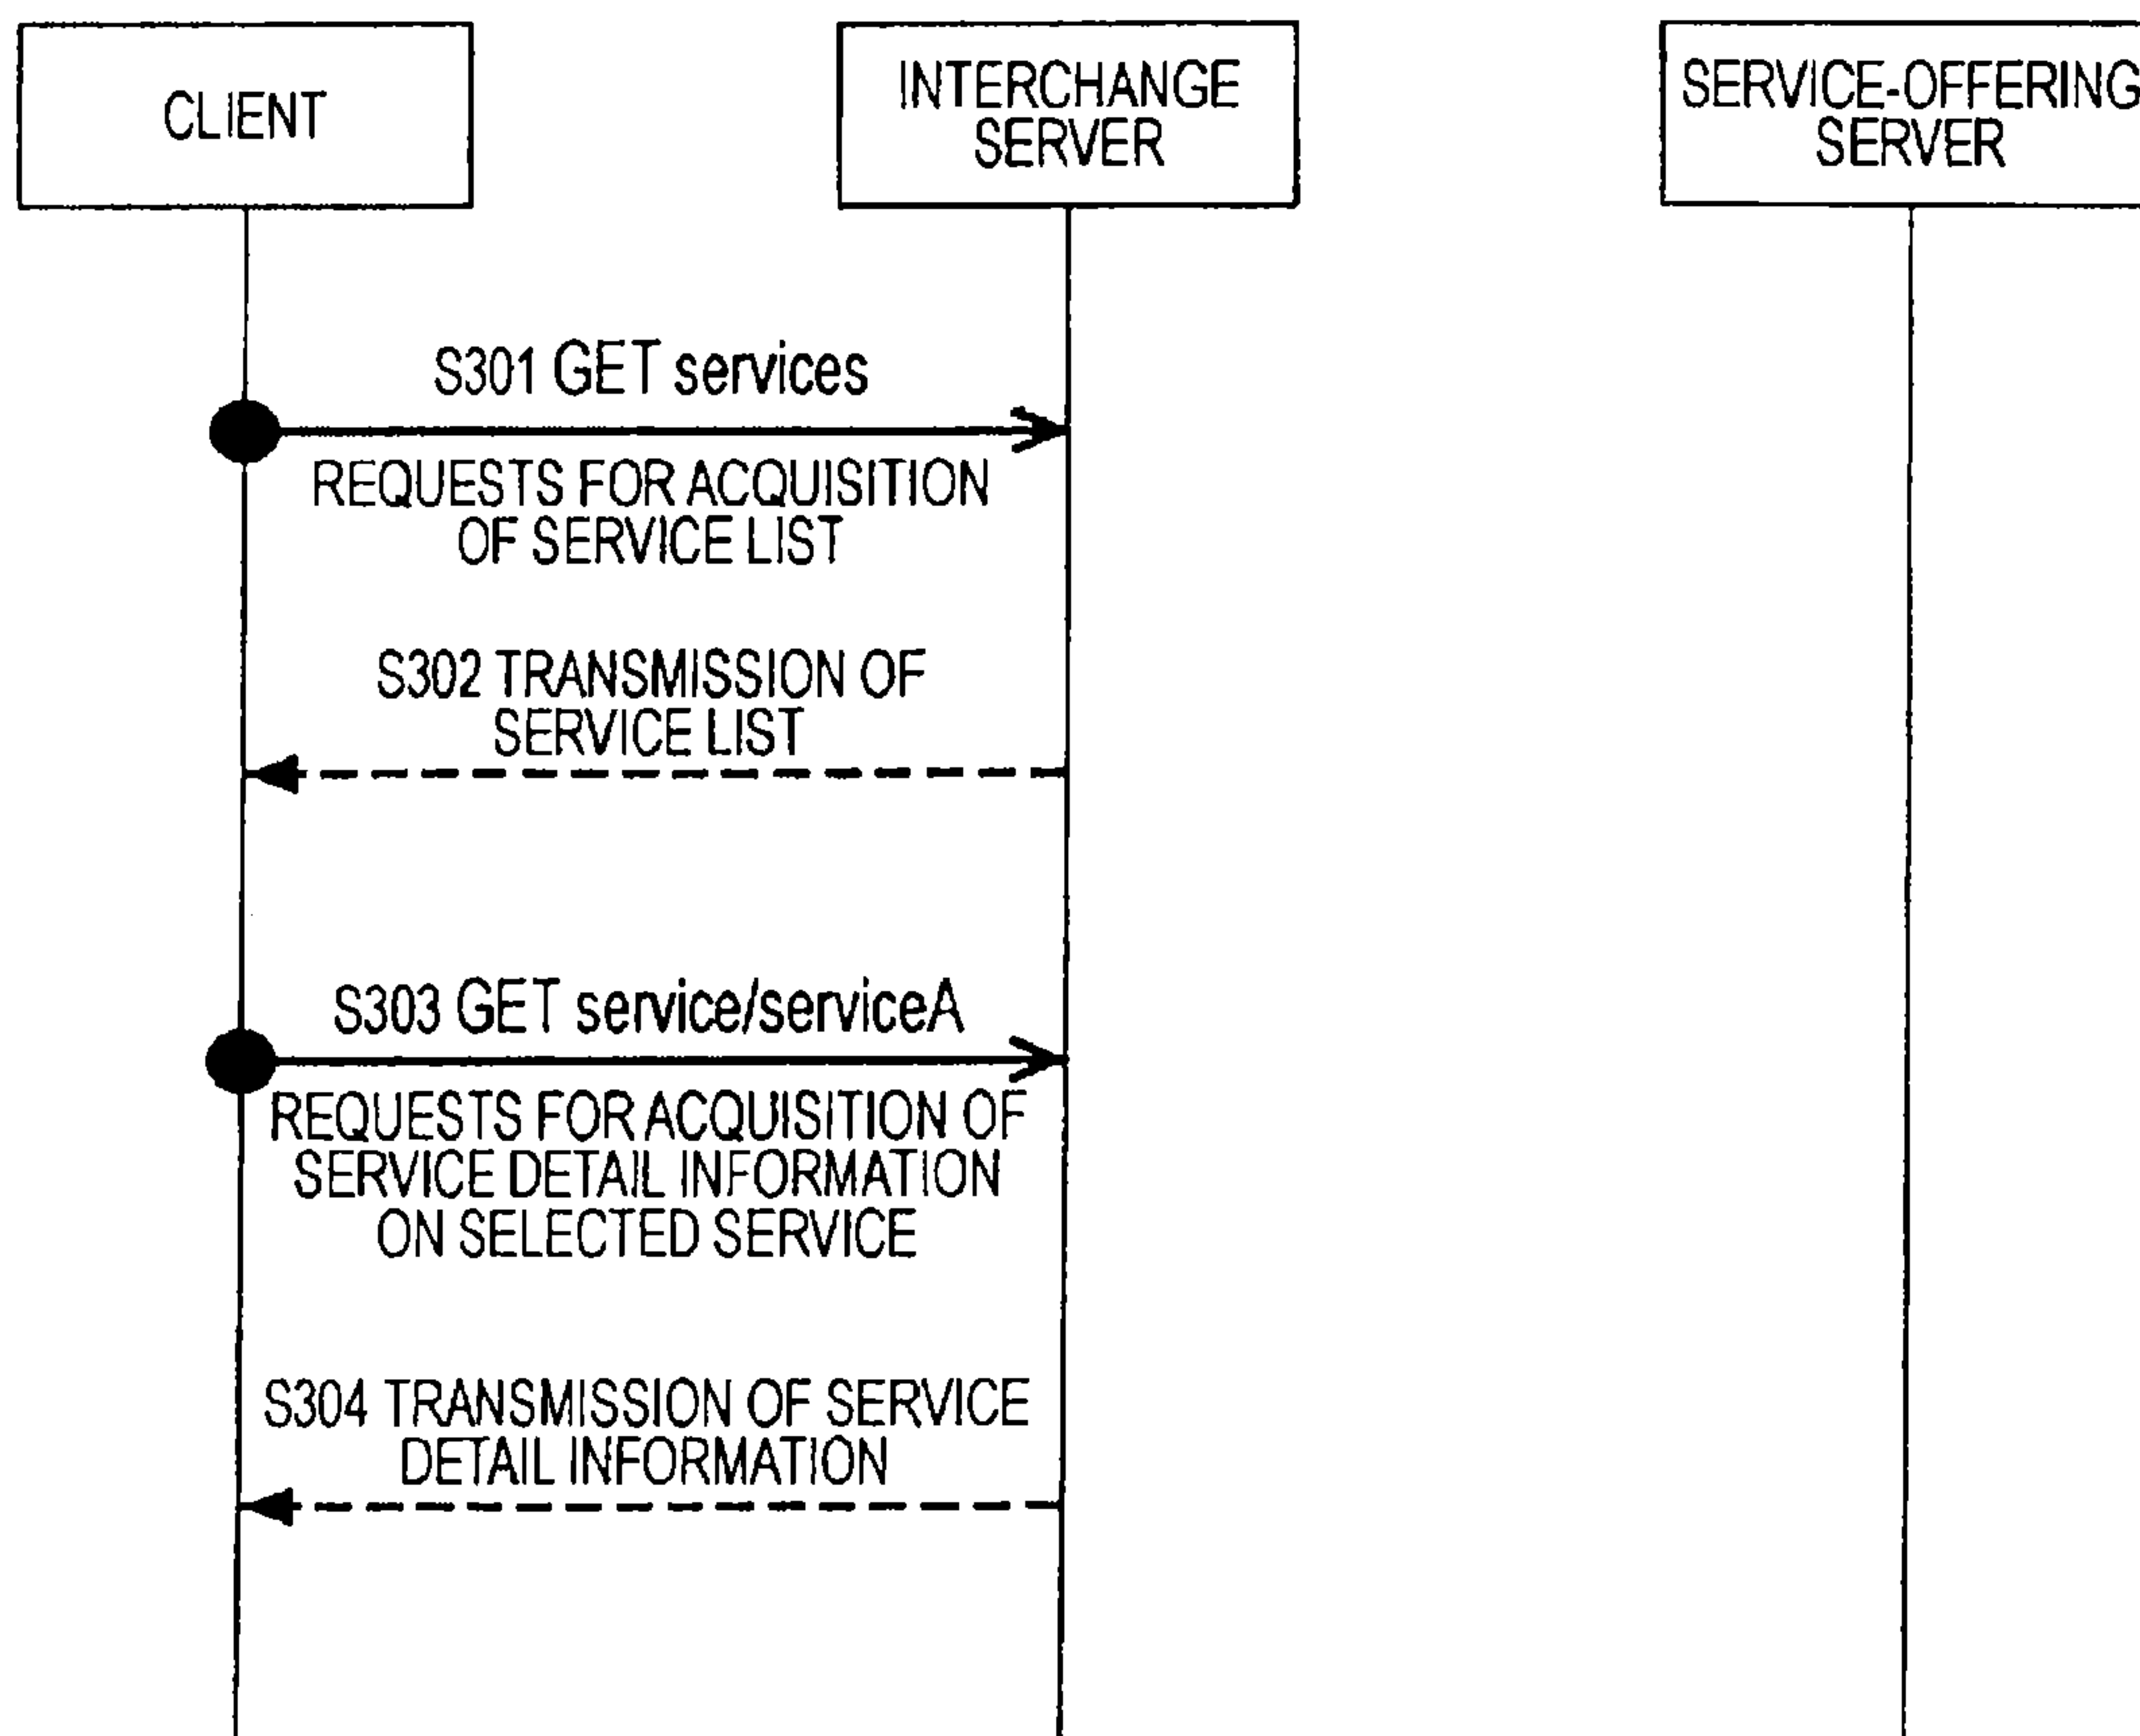 CLIENT
INTERCHANGE
SERVER
SERVICE-OFFERING
SERVER
S301 GET services
REQUESTS FOR ACQUISITION
OF SERVICE LIST
S302 TRANSMISSION OF
SERVICE LIST
S303 GET service/serviceA
REQUESTS FOR ACQUISITION OF
SERVICE DETAIL INFORMATION
ON SELECTED SERVICE
S304 TRANSMISSION OF SERVICE
DETAIL INFORMATION